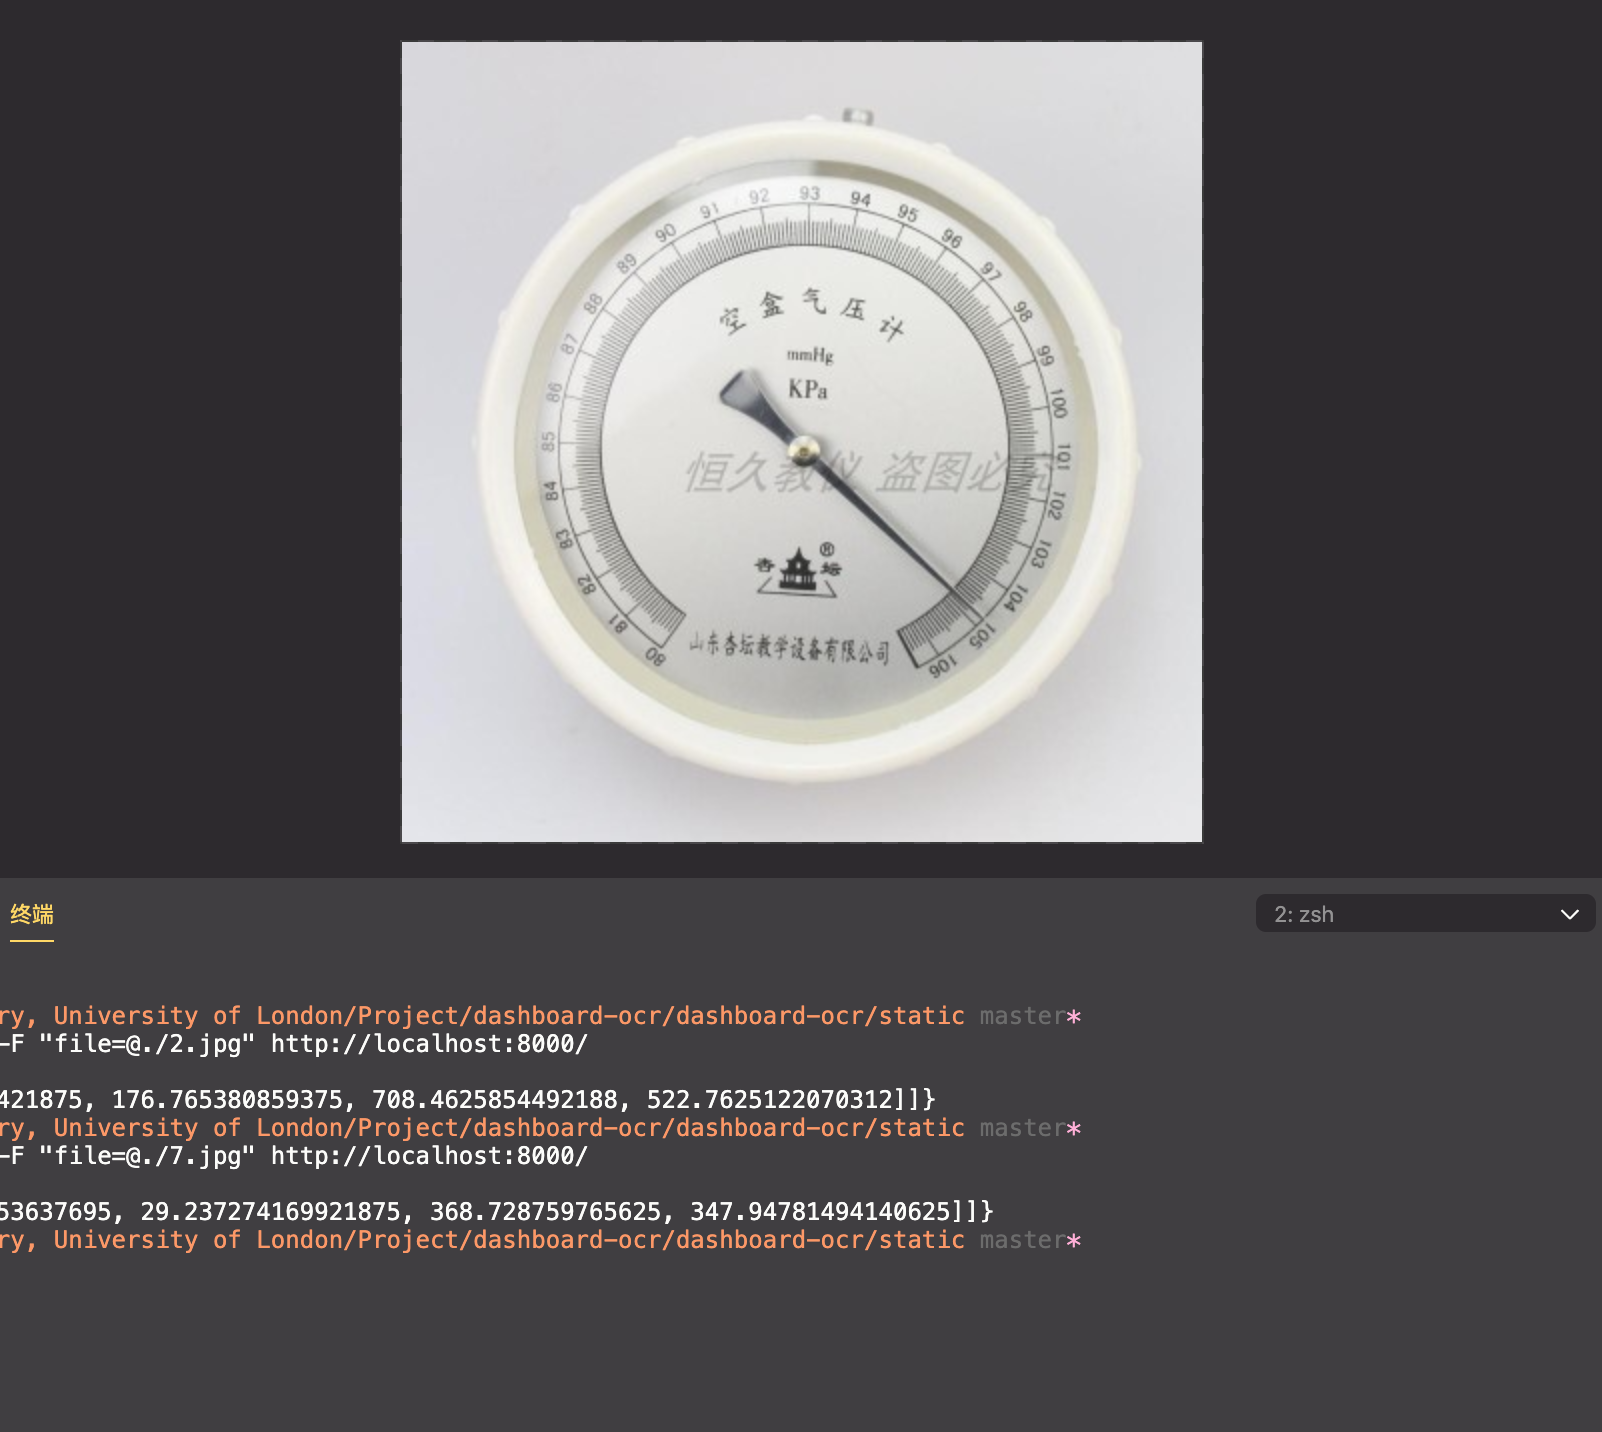 80 81 82 83 84 85 86 87 88 89 90 91 92 93 94 95 96 97 98 99 100 101 102 103 104 105 106
空盒气压计
mmHg
KPa
恒久教仪 盗图必究
杏坛®
山东杏坛教学设备有限公司
终端
2: zsh
ry, University of London/Project/dashboard-ocr/dashboard-ocr/static master*
-F "file=@./2.jpg" http://localhost:8000/
421875, 176.765380859375, 708.4625854492188, 522.7625122070312]]}
ry, University of London/Project/dashboard-ocr/dashboard-ocr/static master*
-F "file=@./7.jpg" http://localhost:8000/
53637695, 29.237274169921875, 368.728759765625, 347.94781494140625]]}
ry, University of London/Project/dashboard-ocr/dashboard-ocr/static master*